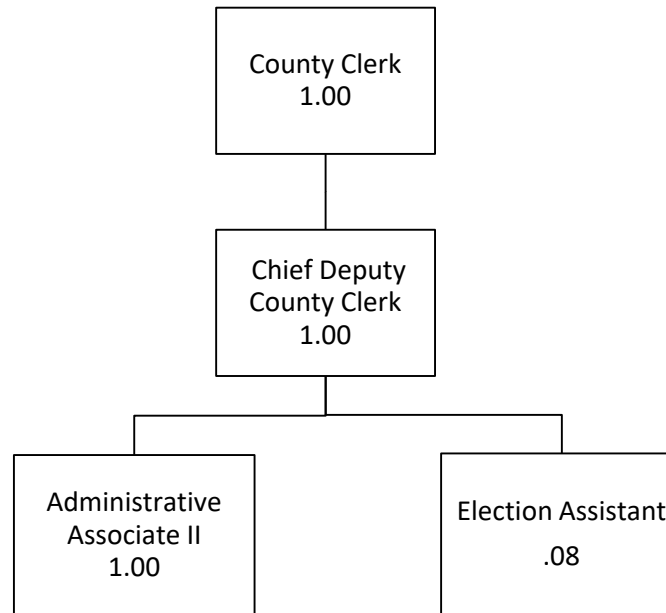 County Clerk
1.00
Chief Deputy
County Clerk
1.00
Administrative
Associate II
1.00
Election Assistant
.08